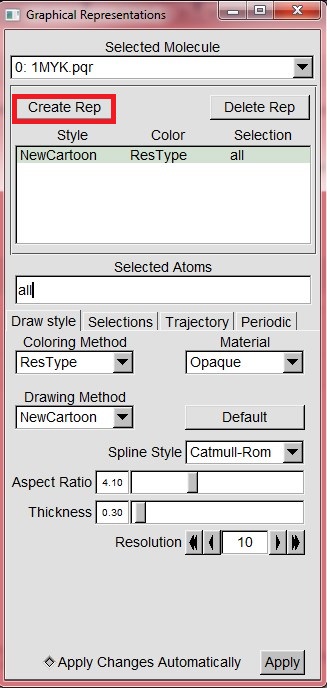 Graphical Representations
Selected Molecule
0: 1MYK.pqr
Create Rep Delete Rep
Style Color Selection
NewCartoon ResType all
Selected Atoms
all
Draw style Selections Trajectory Periodic
Coloring Method Material
ResType Opaque
Drawing Method
NewCartoon Default
Spline Style Catmull-Rom
Aspect Ratio 4.10
Thickness 0.30
Resolution 10
Apply Changes Automatically Apply